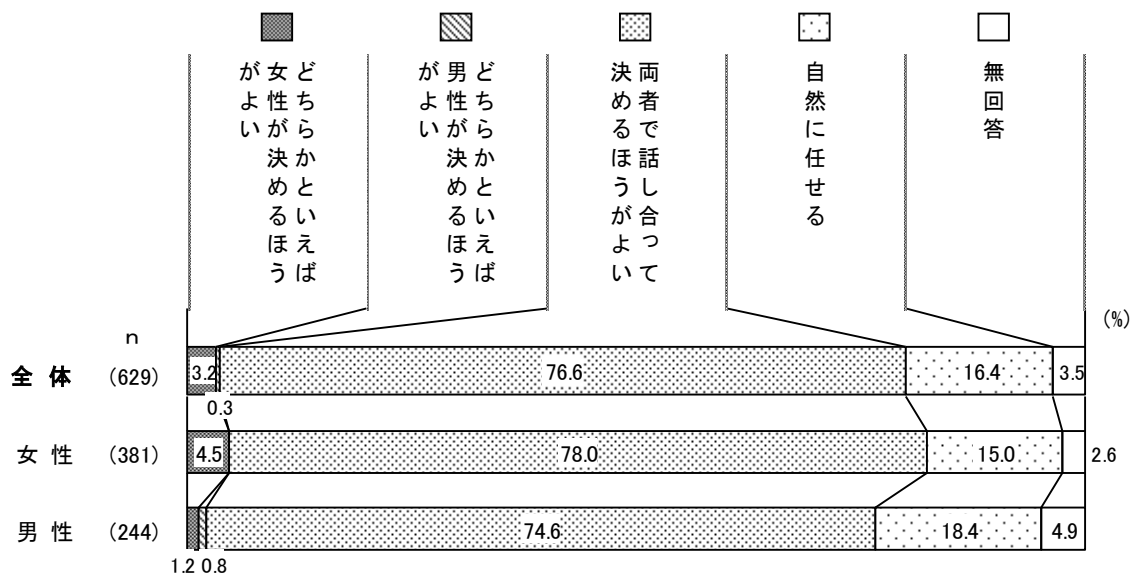 どちらかといえば
女性が決めるほう
がよい
どちらかといえば
男性が決めるほう
がよい
両者で話し合って
決めるほうがよい
自然に任せる
無回答
(%)
n
全体 (629) 3.2 0.3 76.6 16.4 3.5
女性 (381) 4.5 78.0 15.0 2.6
男性 (244) 1.2 0.8 74.6 18.4 4.9